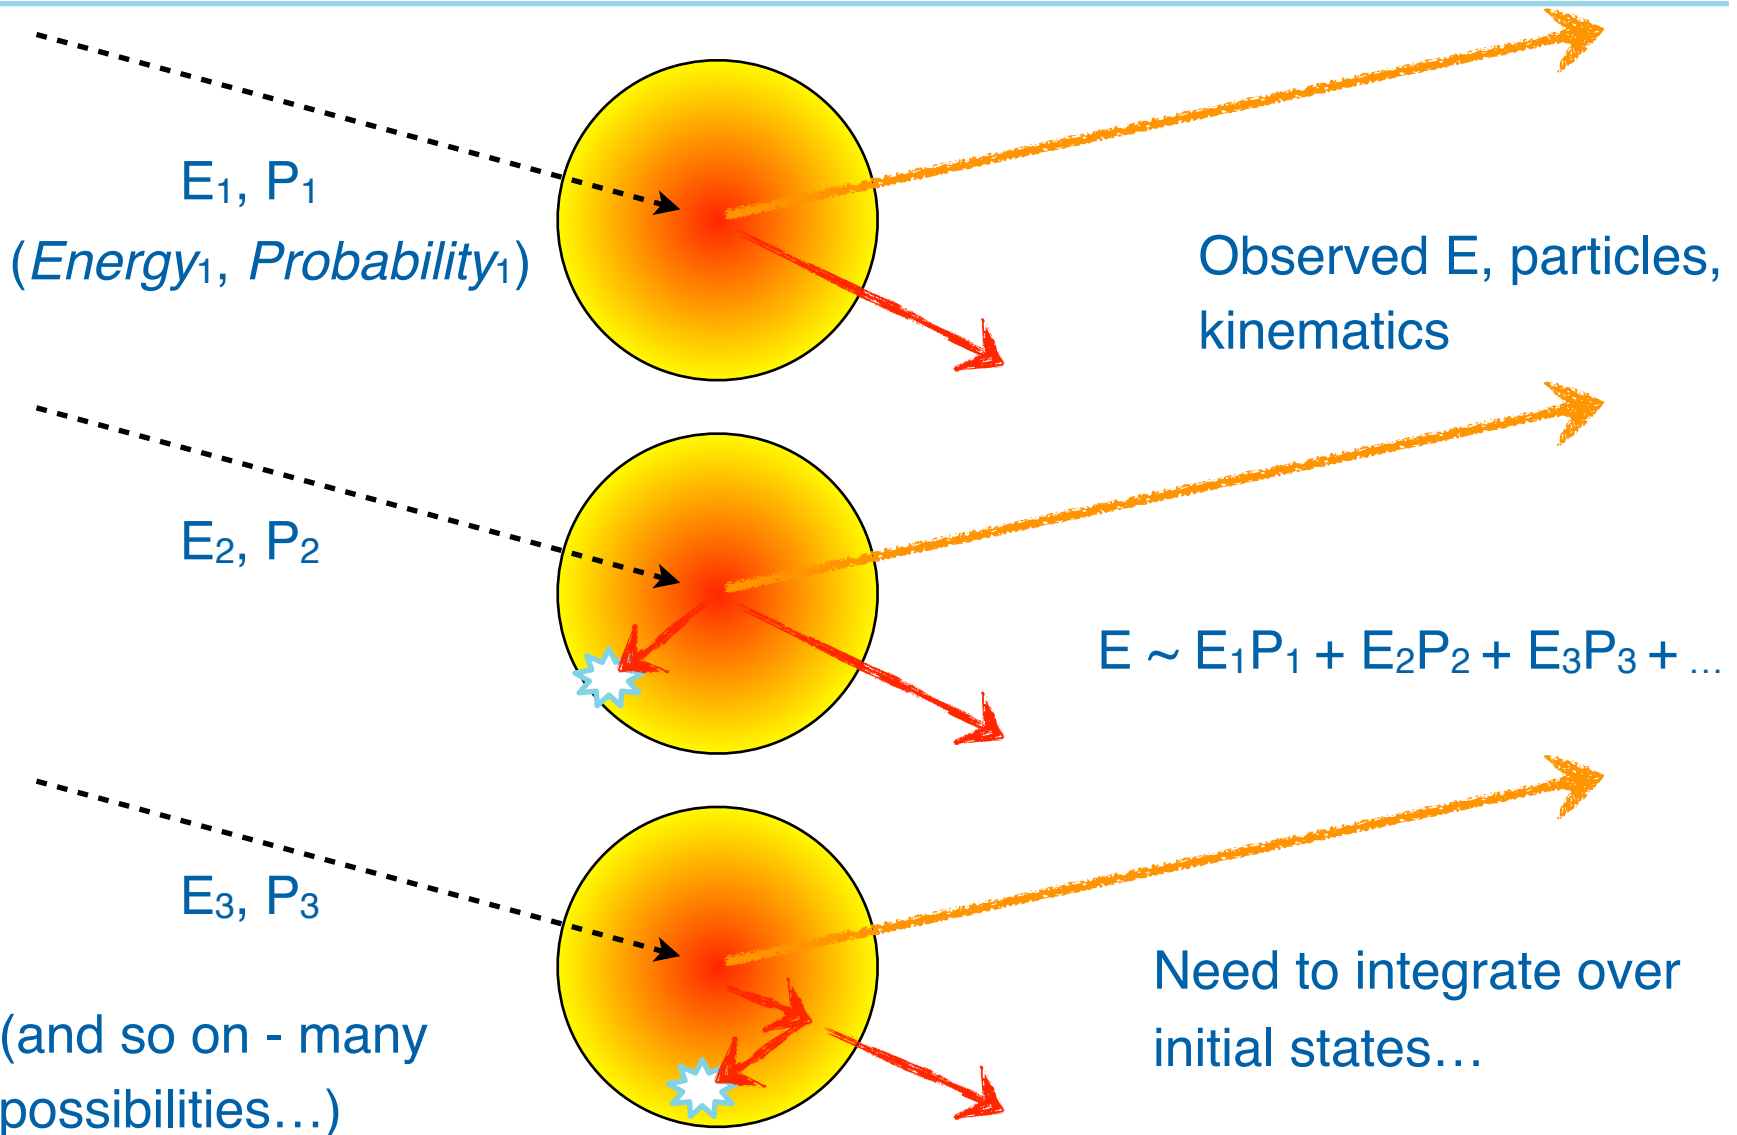 E₁, P₁
(Energy₁, Probability₁)
Observed E, particles,
kinematics
E₂, P₂
E ~ E₁P₁ + E₂P₂ + E₃P₃ + ...
E₃, P₃
Need to integrate over
initial states…
(and so on - many
possibilities…)